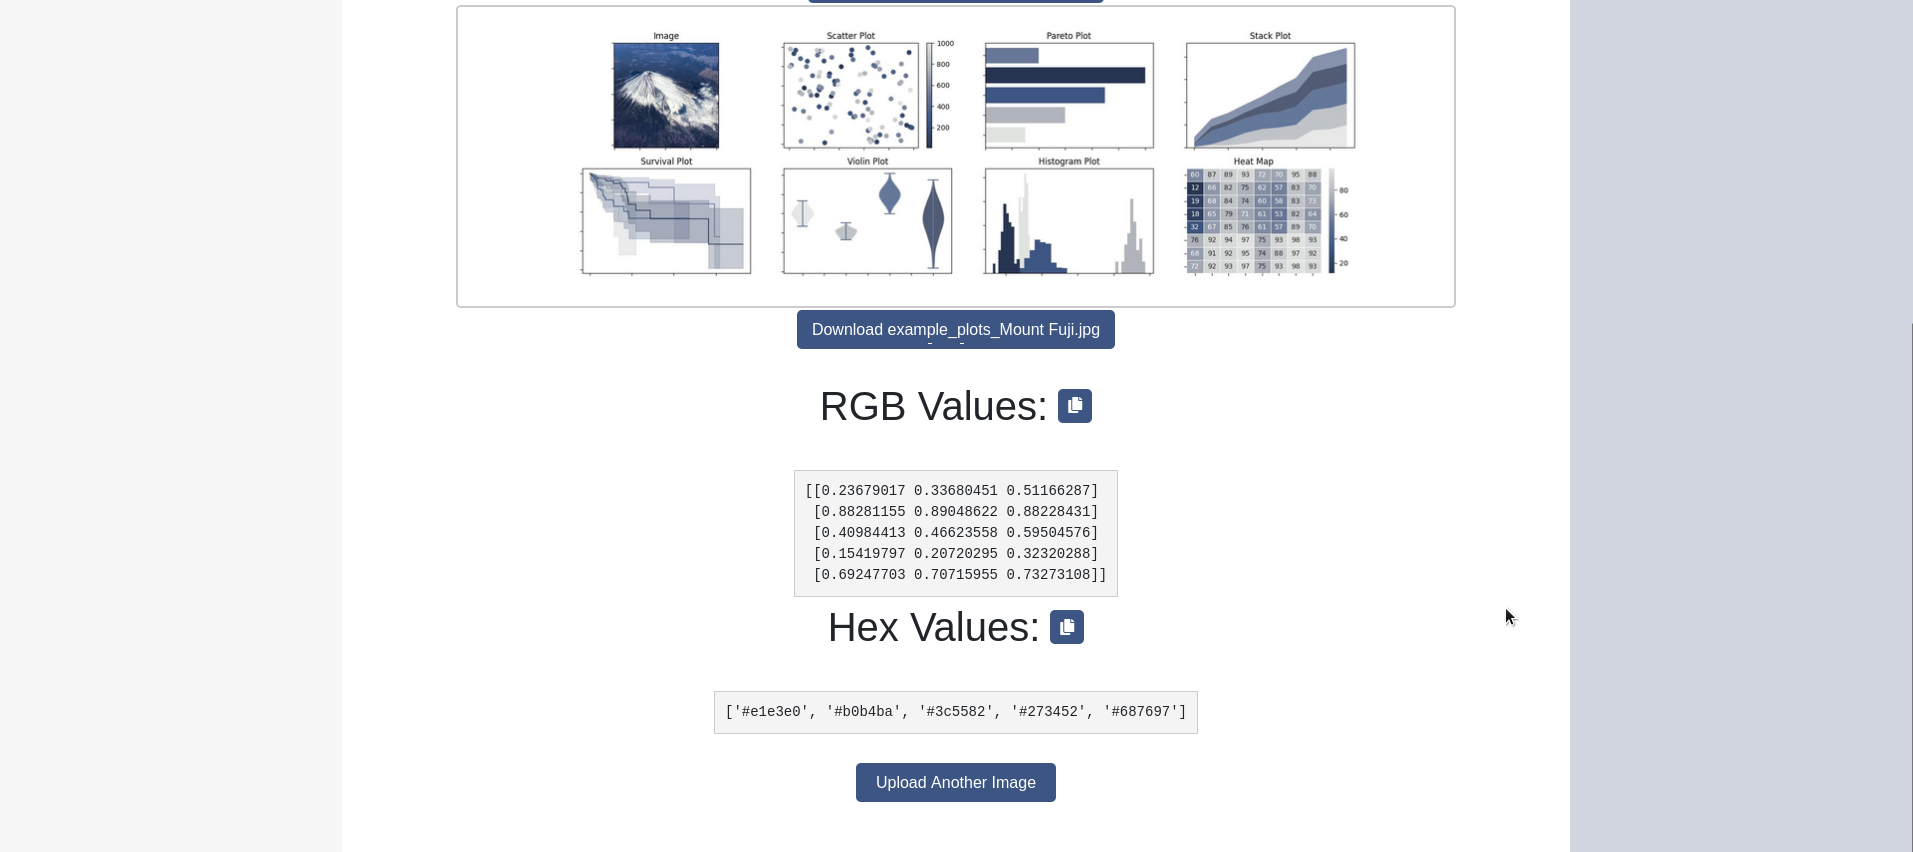 Image
Scatter Plot
1000
800
600
400
200
Pareto Plot
Stack Plot
Survival Plot
Violin Plot
Histogram Plot
Heat Map
60 87 89 93 72 70 95 88
12 66 82 75 62 57 83 70
19 68 84 74 60 58 83 73
18 65 79 71 61 53 82 64
32 67 85 76 61 57 89 70
76 92 94 97 75 93 98 93
68 91 92 95 74 88 97 92
72 92 93 97 75 93 98 93
80
60
40
20
Download example_plots_Mount Fuji.jpg
RGB Values:
[[0.23679017 0.33680451 0.51166287]
[0.88281155 0.89048622 0.88228431]
[0.40984413 0.46623558 0.59504576]
[0.15419797 0.20720295 0.32320288]
[0.69247703 0.70715955 0.73273108]]
Hex Values:
['#e1e3e0', '#b0b4ba', '#3c5582', '#273452', '#687697']
Upload Another Image